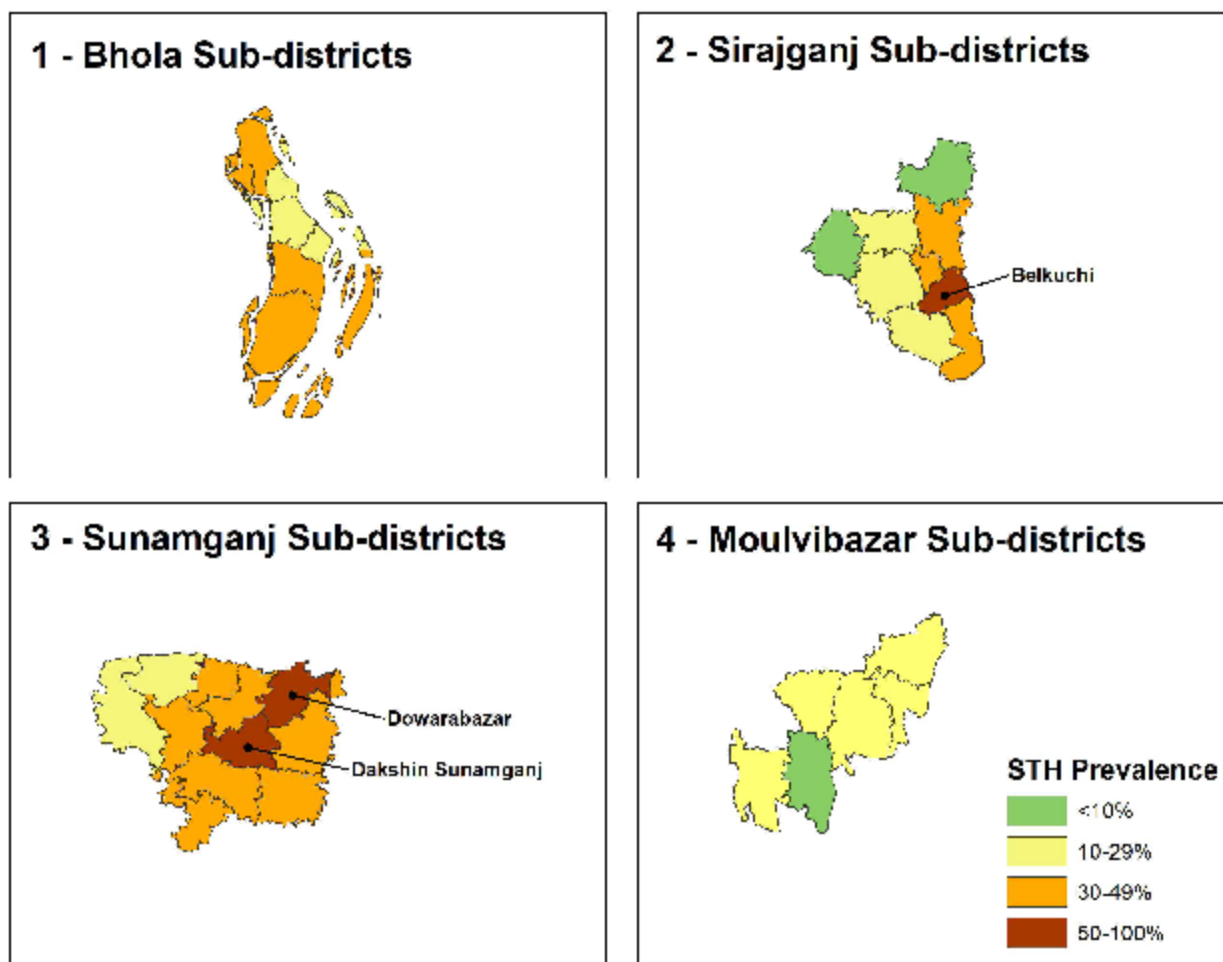 1 - Bhola Sub-districts
2 - Sirajganj Sub-districts
Belkuchi
3 - Sunamganj Sub-districts
Dowarabazar
Dakshin Sunamganj
4 - Moulvibazar Sub-districts
STH Prevalence
<10%
10-29%
30-49%
50-100%